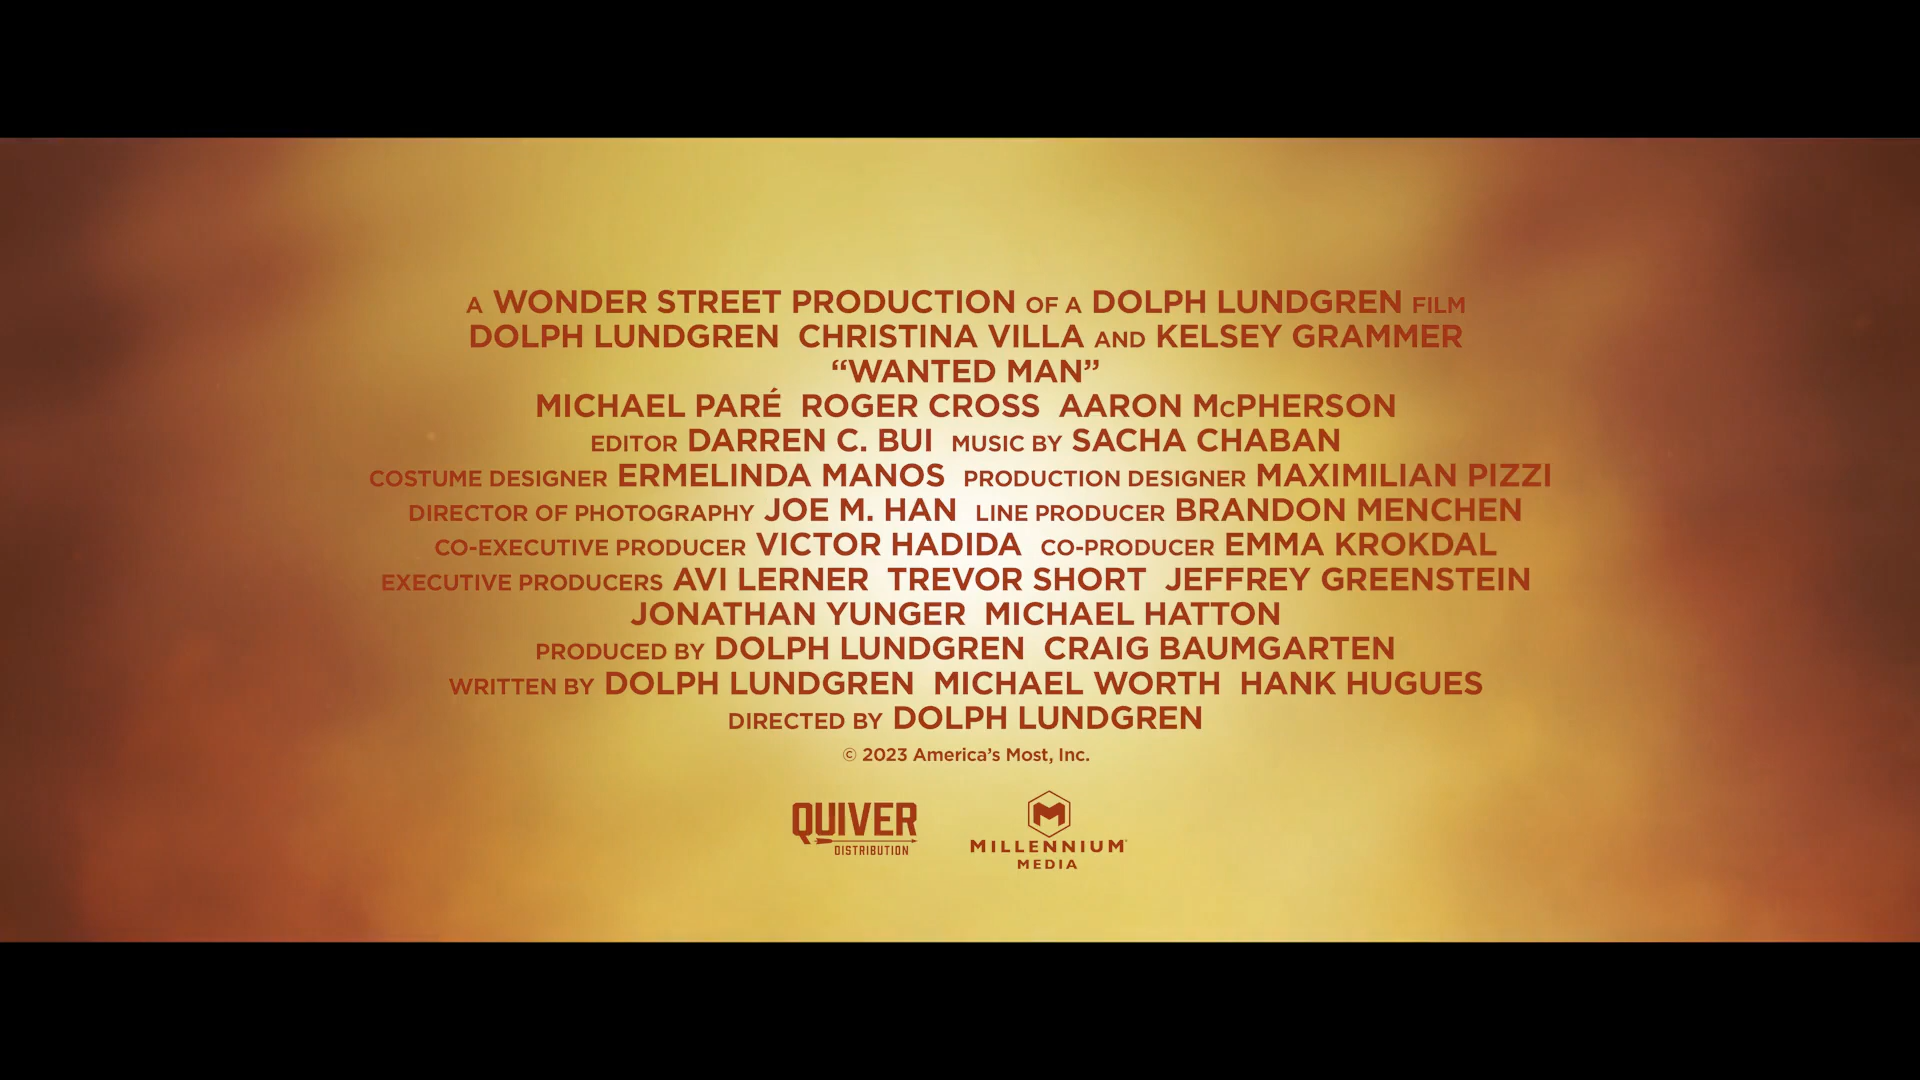 A WONDER STREET PRODUCTION OF A DOLPH LUNDGREN FILM
DOLPH LUNDGREN CHRISTINA VILLA AND KELSEY GRAMMER
“WANTED MAN”
MICHAEL PARÉ ROGER CROSS AARON McPHERSON
EDITOR DARREN C. BUI MUSIC BY SACHA CHABAN
COSTUME DESIGNER ERMELINDA MANOS PRODUCTION DESIGNER MAXIMILIAN PIZZI
DIRECTOR OF PHOTOGRAPHY JOE M. HAN LINE PRODUCER BRANDON MENCHEN
CO-EXECUTIVE PRODUCER VICTOR HADIDA CO-PRODUCER EMMA KROKDAL
EXECUTIVE PRODUCERS AVI LERNER TREVOR SHORT JEFFREY GREENSTEIN
JONATHAN YUNGER MICHAEL HATTON
PRODUCED BY DOLPH LUNDGREN CRAIG BAUMGARTEN
WRITTEN BY DOLPH LUNDGREN MICHAEL WORTH HANK HUGUES
DIRECTED BY DOLPH LUNDGREN
© 2023 America’s Most, Inc.
QUIVER
DISTRIBUTION
M
MILLENNIUM
MEDIA